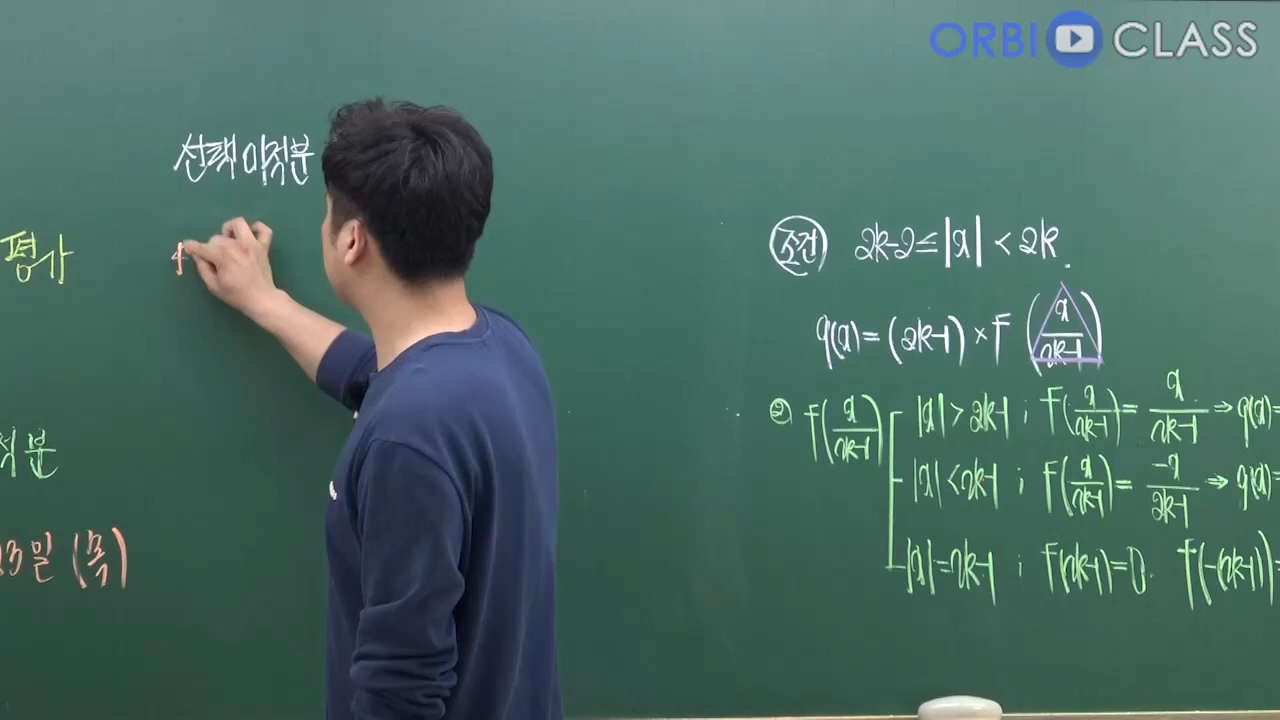 ORBI CLASS
선택 미적분
평가
적분
3일 (목)
조건 2k-2≤|x|<2k.
g(x)=(2k-1)×f(x/(2k-1))
② f(x/(2k-1))
|x|>2k-1 ; f(x/(2k-1))=x/(2k-1) ⇒ g(x)=
|x|<2k-1 ; f(x/(2k-1))=-x/(2k-1) ⇒ g(x)=
|x|=2k-1 ; f(2k-1)=0. f(-(2k-1))=